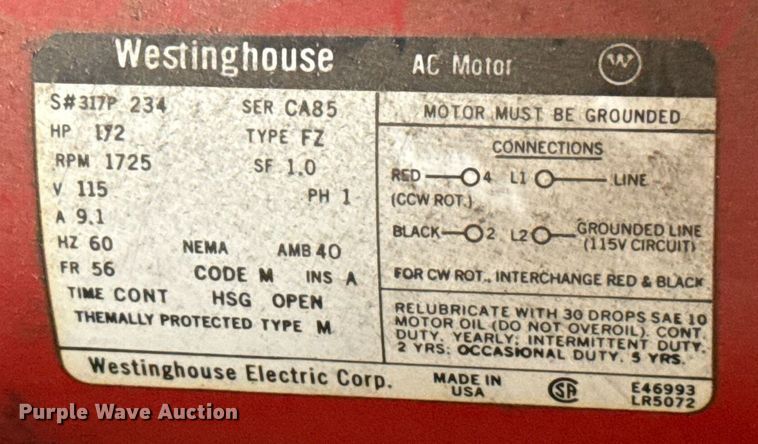 Westinghouse AC Motor W
S#317P 234 SER CA85
HP 1/2 TYPE FZ
RPM 1725 SF 1.0
V 115 PH 1
A 9.1
HZ 60 NEMA AMB 40
FR 56 CODE M INS A
TIME CONT HSG OPEN
THEMALLY PROTECTED TYPE M
MOTOR MUST BE GROUNDED
CONNECTIONS
RED 4 L1 LINE
(CCW ROT.)
BLACK 2 L2 GROUNDED LINE
(115V CIRCUIT)
FOR CW ROT., INTERCHANGE RED & BLACK
RELUBRICATE WITH 30 DROPS SAE 10
MOTOR OIL (DO NOT OVEROIL). CONT.
DUTY, YEARLY; INTERMITTENT DUTY,
2 YRS; OCCASIONAL DUTY, 5 YRS.
Westinghouse Electric Corp. MADE IN
USA
SA
E46993
LR5072
Purple Wave Auction